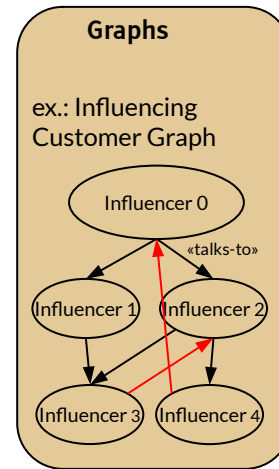 Graphs
ex.: Influencing
Customer Graph
Influencer 0
«talks-to»
Influencer 1
Influencer 2
Influencer 3
Influencer 4